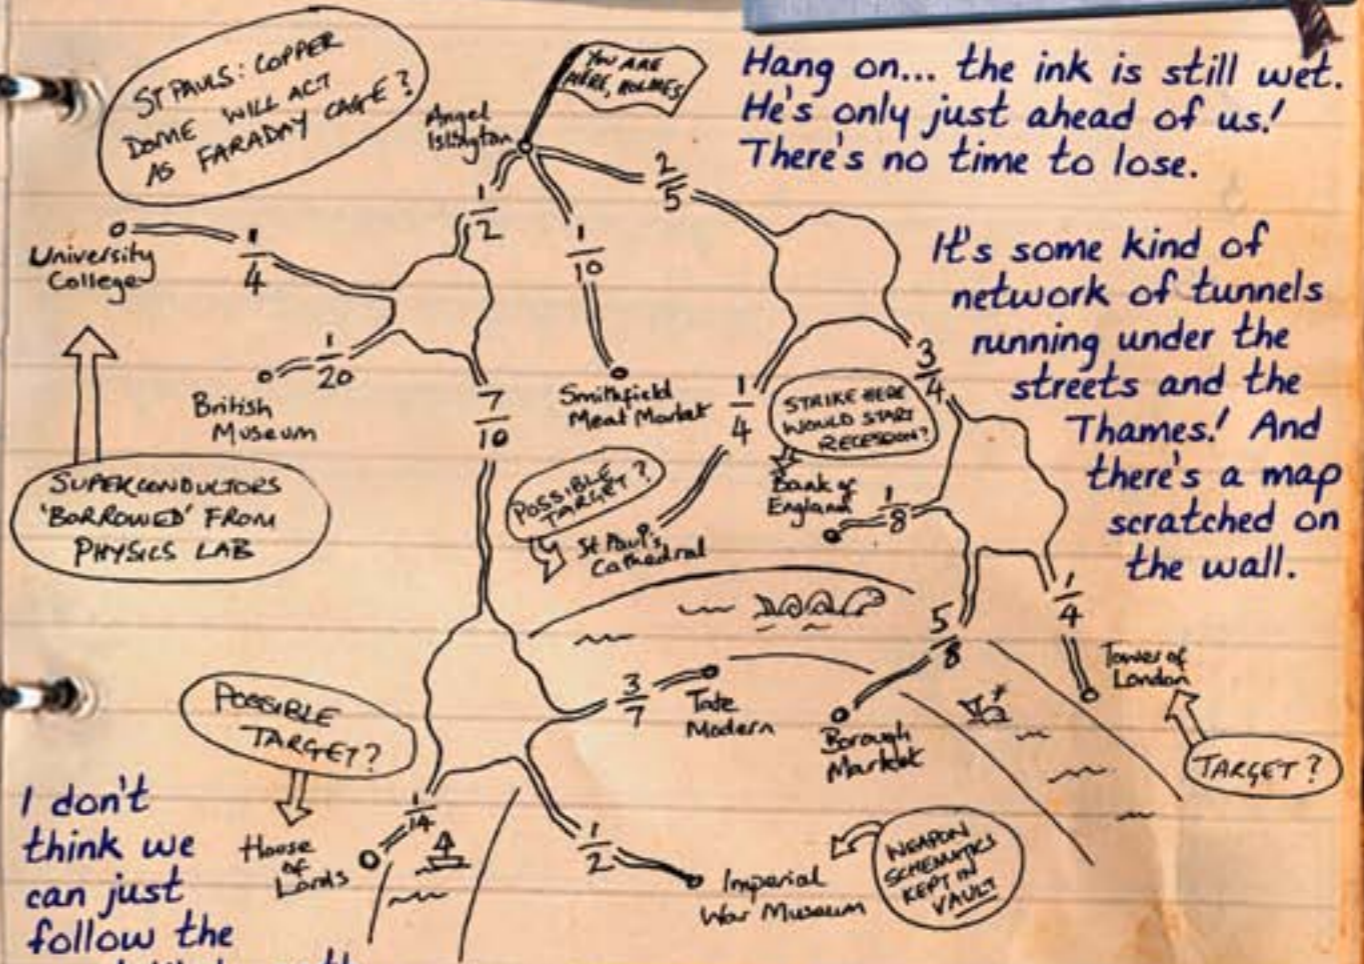 ST PAULS: COPPER
DOME WILL ACT
AS FARADAY CAGE?
YOU ARE
HERE, HOLMES
Hang on... the ink is still wet.
He's only just ahead of us!
There's no time to lose.
Angel
Islington
1/2
1/10
2/5
University
College
1/4
It's some kind of
network of tunnels
running under the
streets and the
Thames! And
there's a map
scratched on
the wall.
British
Museum
1/20
7/10
Smithfield
Meat Market
1/4
3/4
STRIKE HERE
WOULD START
RECESSION?
SUPERCONDUCTORS
'BORROWED' FROM
PHYSICS LAB
POSSIBLE
TARGET?
St Paul's
Cathedral
Bank of
England
1/8
5/8
1/4
Tower of
London
TARGET?
3/7
Tate
Modern
Borough
Market
POSSIBLE
TARGET?
House
of
Lords
1/14
1/2
Imperial
War Museum
WEAPON
SCHEMATICS
KEPT IN
VAULT
I don't
think we
can just
follow the